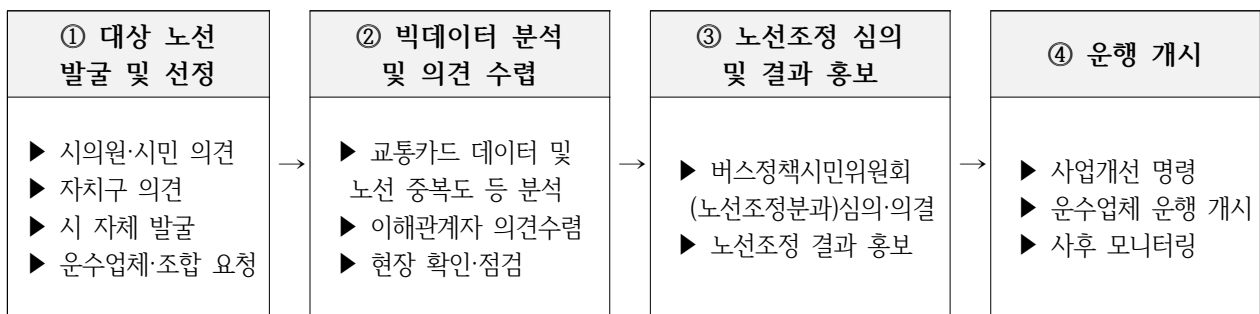 ① 대상 노선
발굴 및 선정
▶ 시의원·시민 의견
▶ 자치구 의견
▶ 시 자체 발굴
▶ 운수업체·조합 요청
→
② 빅데이터 분석
및 의견 수렴
▶ 교통카드 데이터 및
노선 중복도 등 분석
▶ 이해관계자 의견수렴
▶ 현장 확인·점검
→
③ 노선조정 심의
및 결과 홍보
▶ 버스정책시민위원회
(노선조정분과)심의·의결
▶ 노선조정 결과 홍보
→
④ 운행 개시
▶ 사업개선 명령
▶ 운수업체 운행 개시
▶ 사후 모니터링